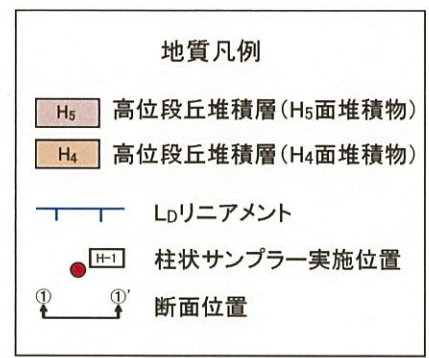 地質凡例
H5 高位段丘堆積層(H5面堆積物)
H4 高位段丘堆積層(H4面堆積物)
LDリニアメント
H-1 柱状サンプラー実施位置
① ①' 断面位置